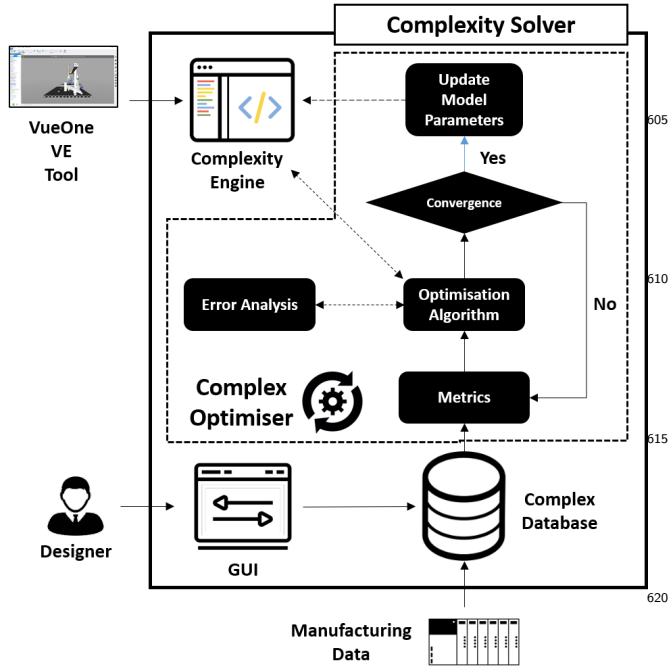 Complexity Solver
VueOne
VE
Tool
Complexity
Engine
Update
Model
Parameters
605
Yes
Convergence
610
Error Analysis
Optimisation
Algorithm
No
Complex
Optimiser
Metrics
615
Designer
GUI
Complex
Database
620
Manufacturing
Data